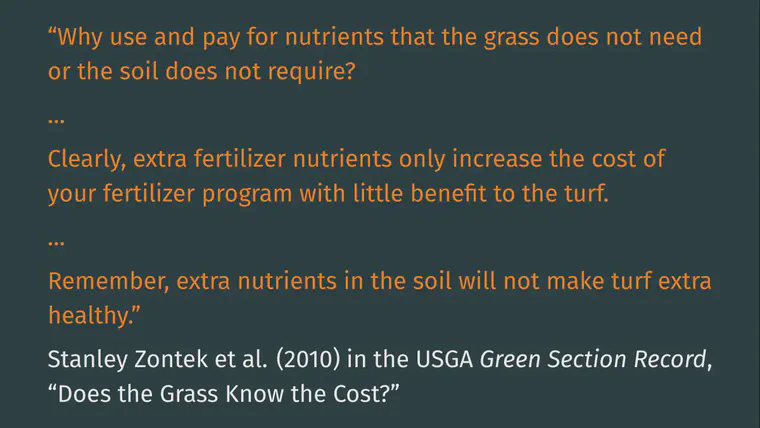 “Why use and pay for nutrients that the grass does not need
or the soil does not require?
...
Clearly, extra fertilizer nutrients only increase the cost of
your fertilizer program with little benefit to the turf.
...
Remember, extra nutrients in the soil will not make turf extra
healthy.”
Stanley Zontek et al. (2010) in the USGA Green Section Record,
“Does the Grass Know the Cost?”